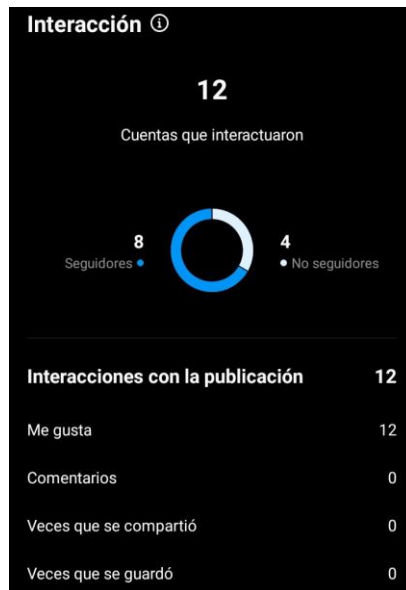 Interacción ⓘ
12
Cuentas que interactuaron
8
Seguidores
4
No seguidores
Interacciones con la publicación 12
Me gusta 12
Comentarios 0
Veces que se compartió 0
Veces que se guardó 0